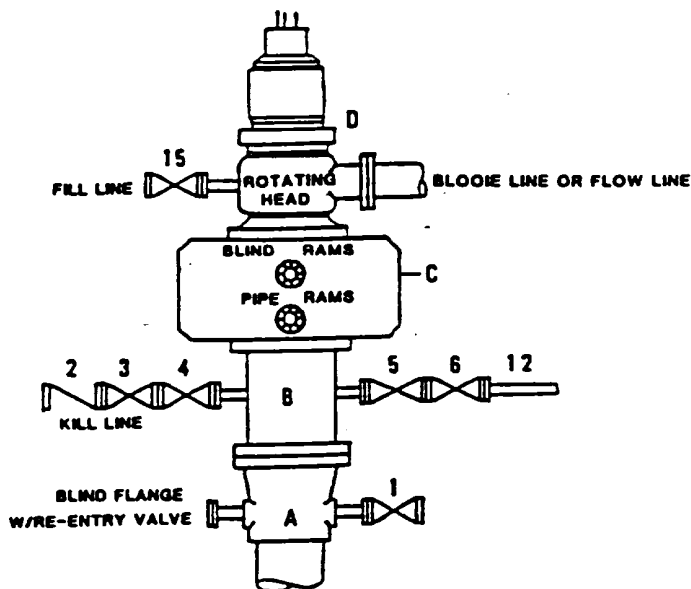 D
15
FILL LINE
ROTATING
HEAD
BLOOIE LINE OR FLOW LINE
BLIND RAMS
C
PIPE RAMS
2 3 4
5 6 12
B
KILL LINE
BLIND FLANGE
W/RE-ENTRY VALVE
1
A